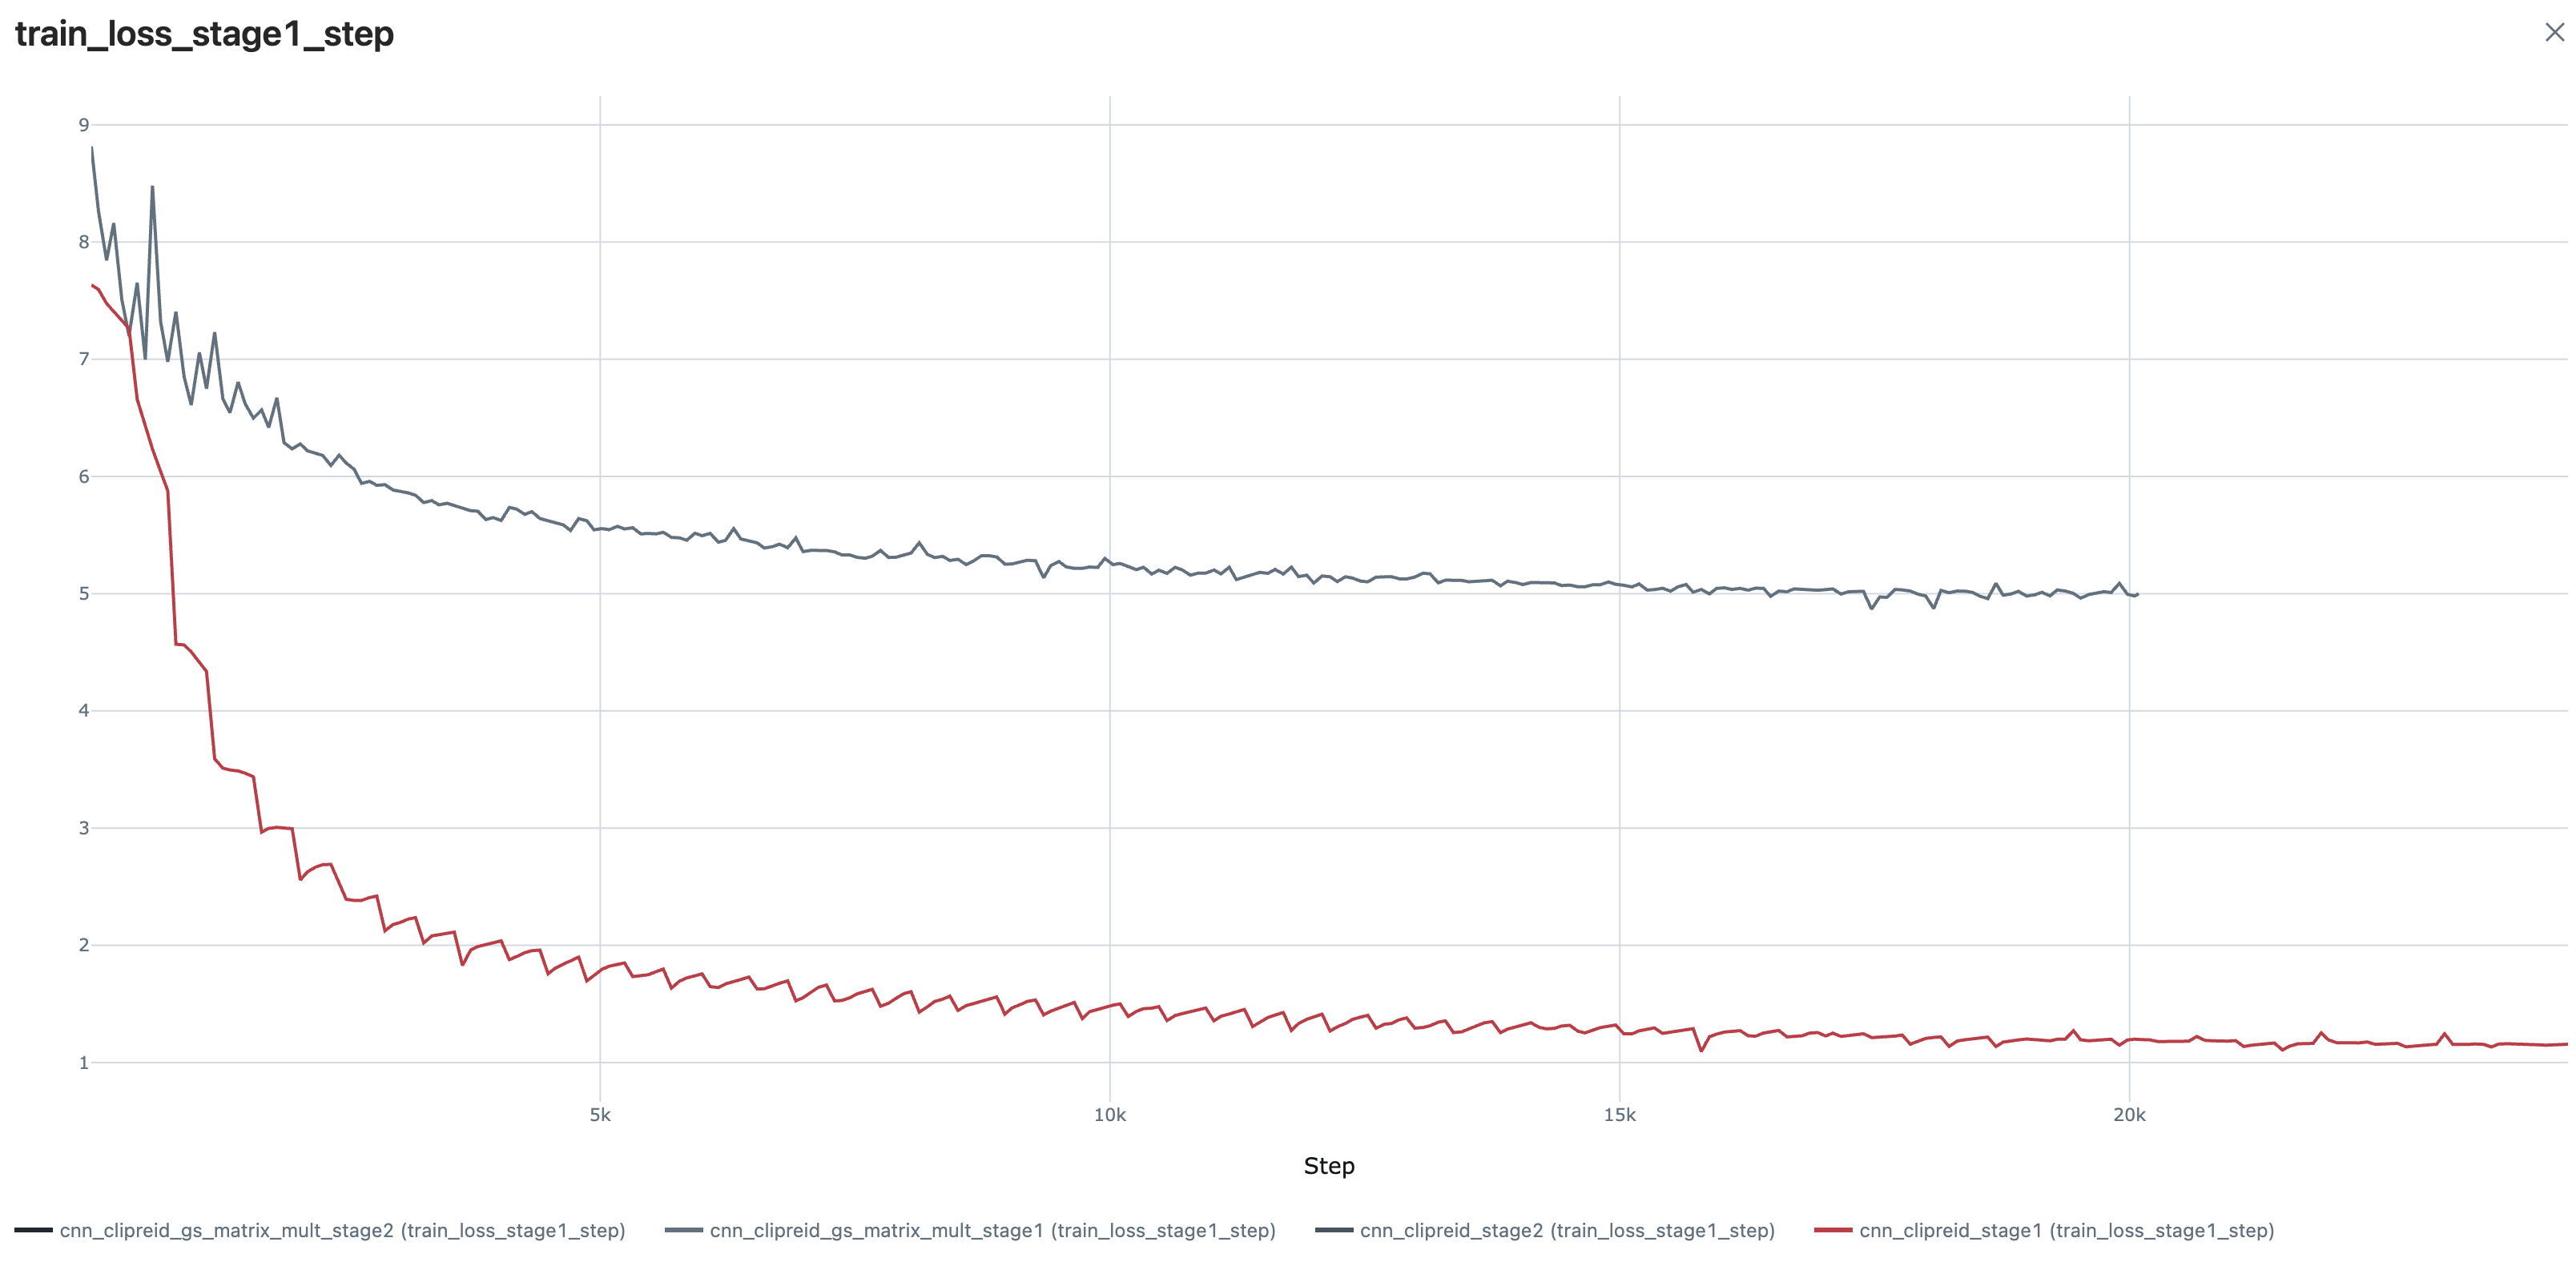 train_loss_stage1_step
9
8
7
6
5
4
3
2
1
5k 10k 15k 20k
Step
cnn_clipreid_gs_matrix_mult_stage2 (train_loss_stage1_step) cnn_clipreid_gs_matrix_mult_stage1 (train_loss_stage1_step) cnn_clipreid_stage2 (train_loss_stage1_step) cnn_clipreid_stage1 (train_loss_stage1_step)